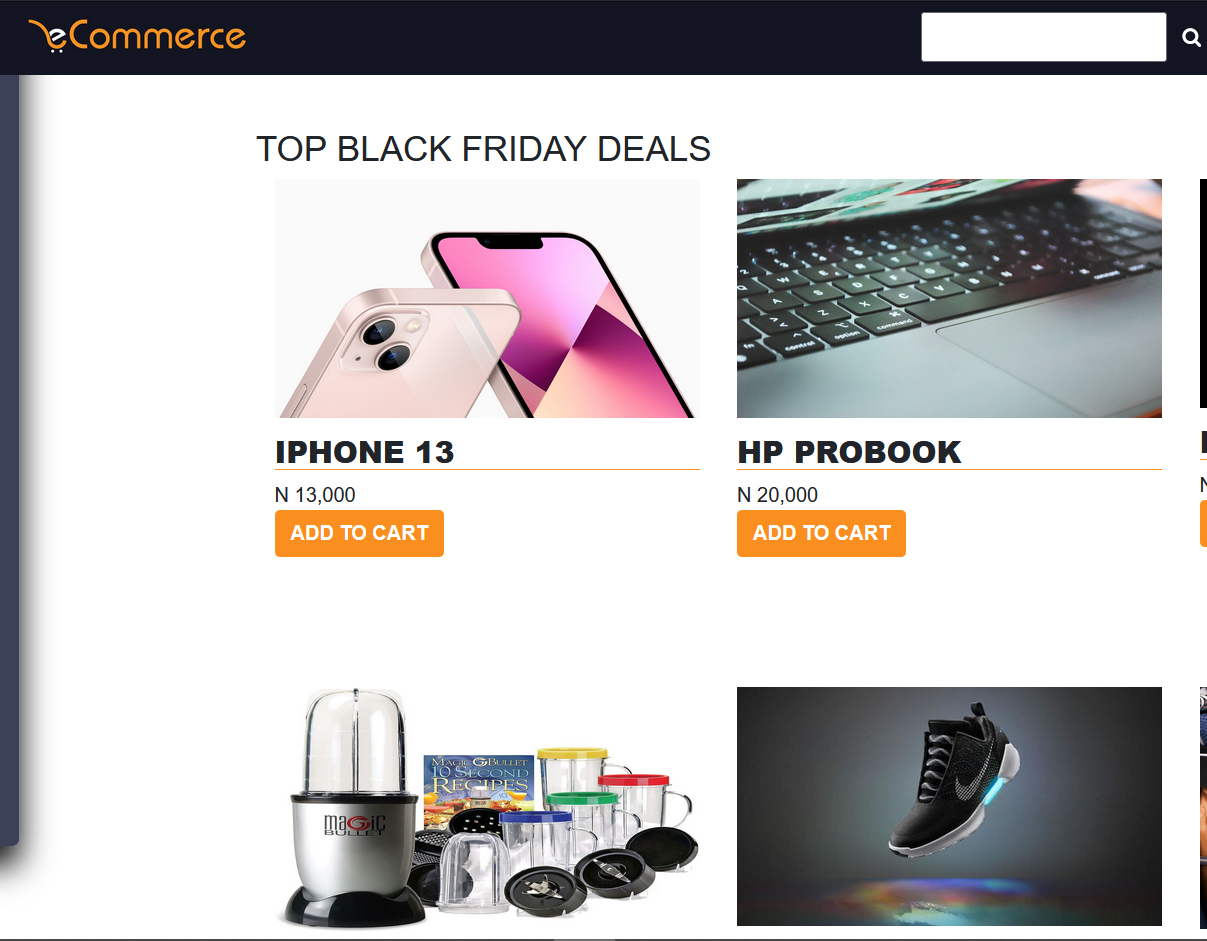 eCommerce
TOP BLACK FRIDAY DEALS
IPHONE 13
N 13,000
ADD TO CART
HP PROBOOK
N 20,000
ADD TO CART
magic
BULLET
MAGIC BULLET
10 SECOND
RECIPES